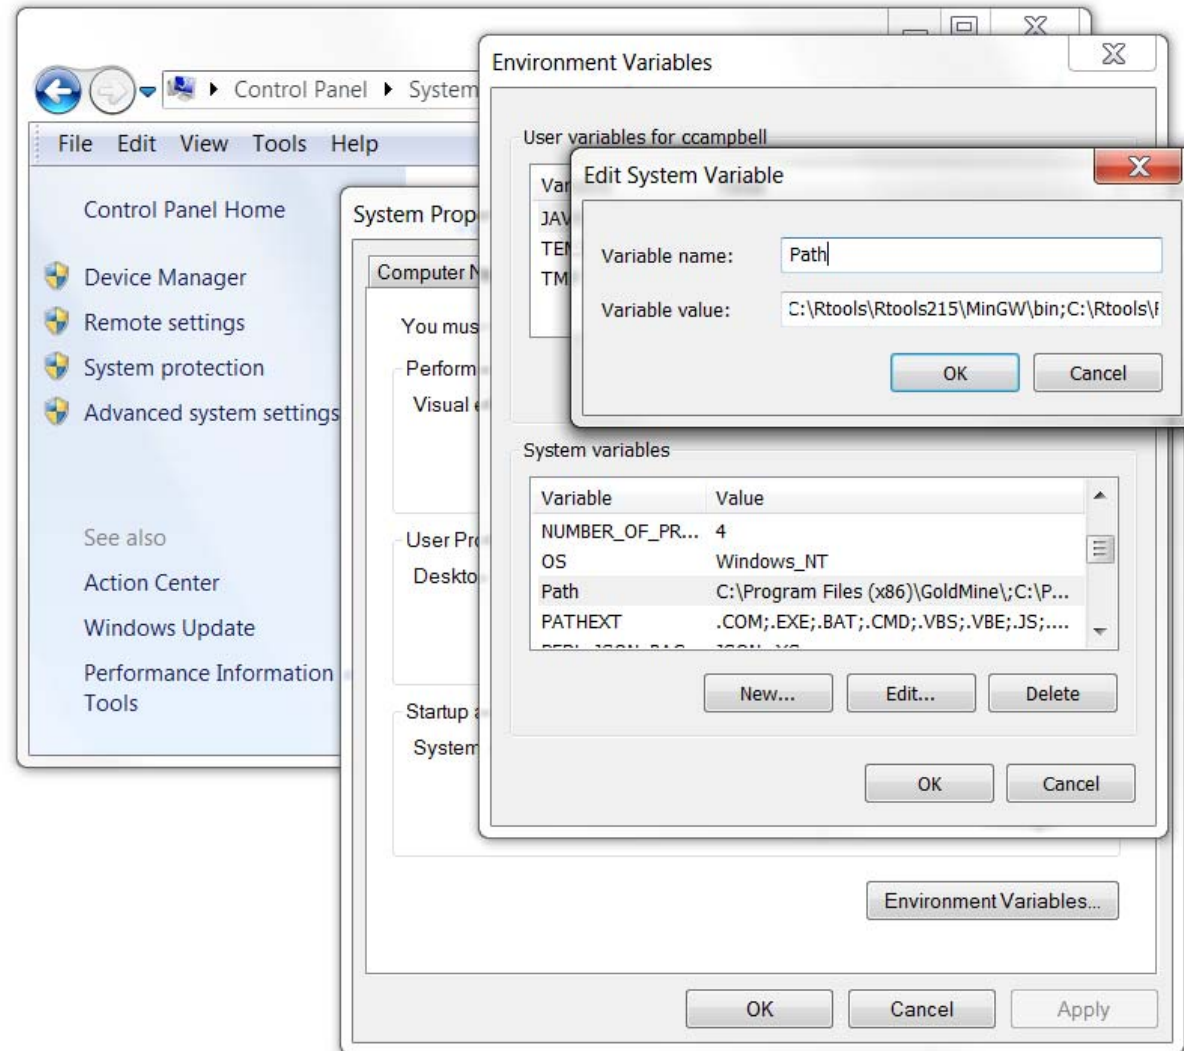 Control Panel ▸ System
File Edit View Tools Help
Control Panel Home
Device Manager
Remote settings
System protection
Advanced system settings
See also
Action Center
Windows Update
Performance Information
Tools
System Prop
Computer N
You mus
Perform
Visual e
User Pro
Deskto
Startup a
System
Environment Variables...
OK Cancel Apply
Environment Variables
User variables for ccampbell
Var
JAV
TEM
TM
System variables
Variable Value
NUMBER_OF_PR... 4
OS Windows_NT
Path C:\Program Files (x86)\GoldMine\;C:\P...
PATHEXT .COM;.EXE;.BAT;.CMD;.VBS;.VBE;.JS;....
New... Edit... Delete
OK Cancel
Edit System Variable
Variable name: Path
Variable value: C:\Rtools\Rtools215\MinGW\bin;C:\Rtools\
OK Cancel